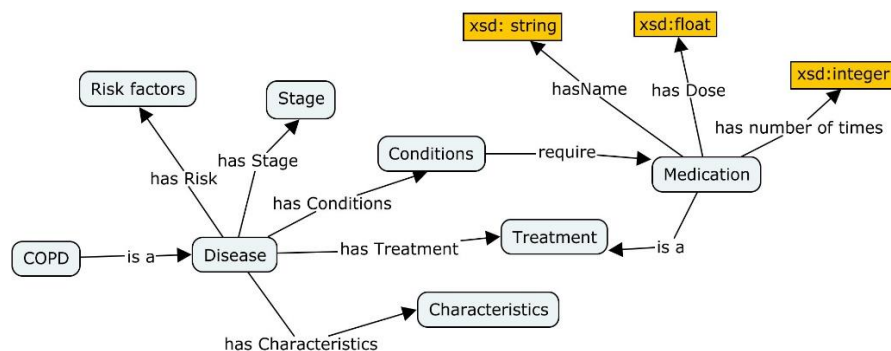 xsd: string
xsd:float
xsd:integer
Risk factors
Stage
hasName
has Dose
has number of times
has Stage
Conditions
require
Medication
has Risk
has Conditions
COPD
is a
Disease
has Treatment
Treatment
is a
Characteristics
has Characteristics